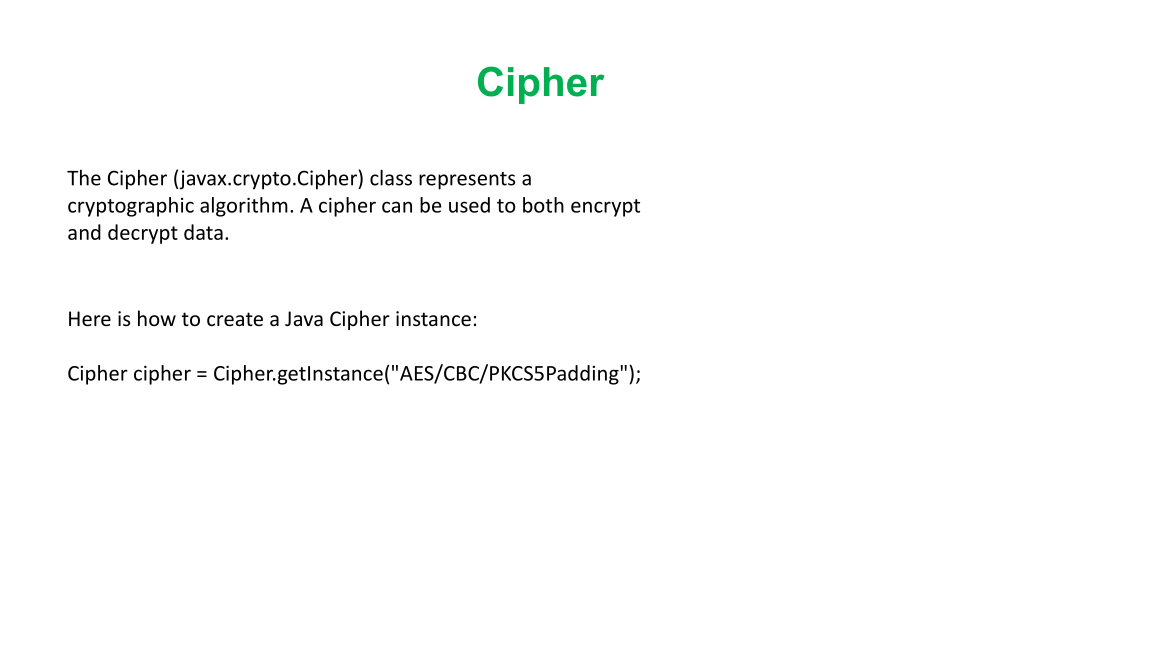 Cipher
The Cipher (javax.crypto.Cipher) class represents a
cryptographic algorithm. A cipher can be used to both encrypt
and decrypt data.
Here is how to create a Java Cipher instance:
Cipher cipher = Cipher.getInstance("AES/CBC/PKCS5Padding");